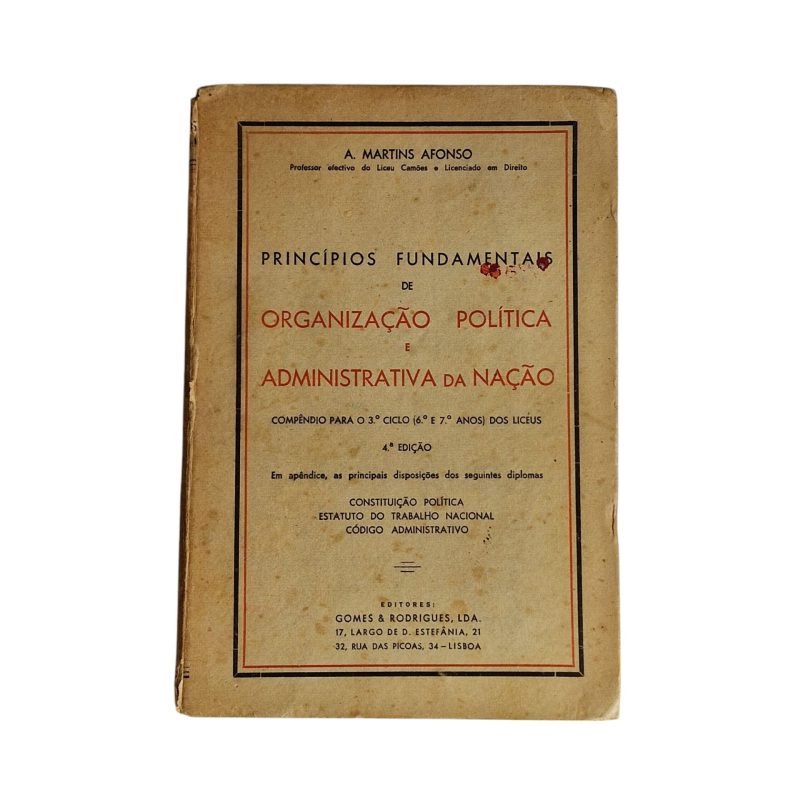 A. MARTINS AFONSO
Professor efectivo do Liceu Camões e Licenciado em Direito
PRINCÍPIOS FUNDAMENTAIS
DE
ORGANIZAÇÃO POLÍTICA
E
ADMINISTRATIVA DA NAÇÃO
COMPÊNDIO PARA O 3.º CICLO (6.º E 7.º ANOS) DOS LICEUS
4.ª EDIÇÃO
Em apêndice, as principais disposições dos seguintes diplomas
CONSTITUIÇÃO POLÍTICA
ESTATUTO DO TRABALHO NACIONAL
CÓDIGO ADMINISTRATIVO
EDITORES:
GOMES & RODRIGUES, LDA.
17, LARGO DE D. ESTEFÂNIA, 21
32, RUA DAS PICOAS, 34 — LISBOA